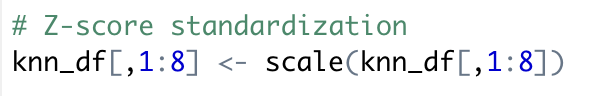 # Z-score standardization
knn_df[,1:8] <- scale(knn_df[,1:8])